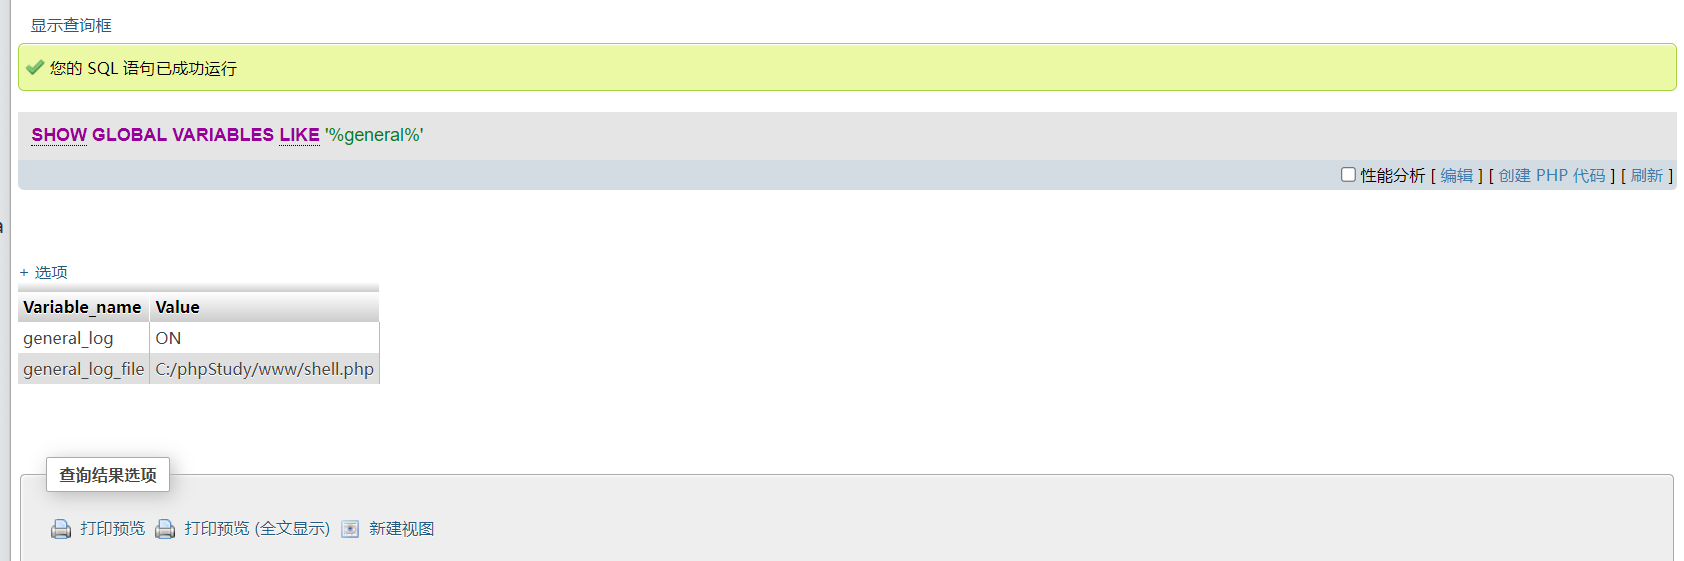 显示查询框
您的 SQL 语句已成功运行
SHOW GLOBAL VARIABLES LIKE '%general%'
性能分析 [ 编辑 ] [ 创建 PHP 代码 ] [ 刷新 ]
a
+ 选项
Variable_name Value
general_log ON
general_log_file C:/phpStudy/www/shell.php
查询结果选项
打印预览 打印预览 (全文显示) 新建视图